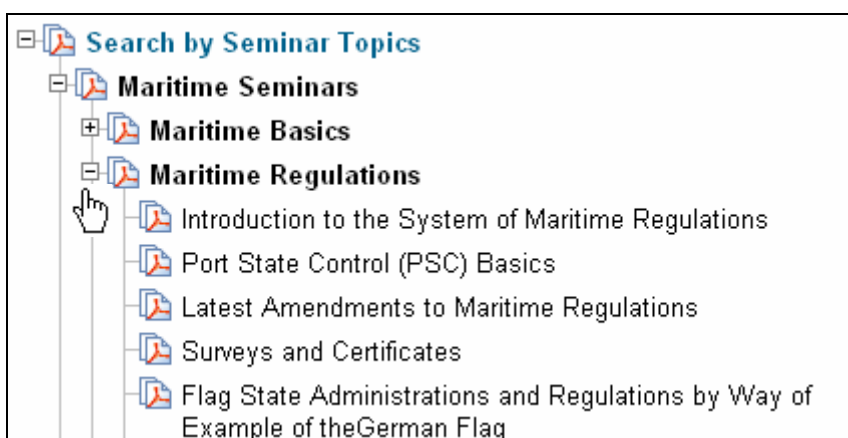 Search by Seminar Topics
Maritime Seminars
Maritime Basics
Maritime Regulations
Introduction to the System of Maritime Regulations
Port State Control (PSC) Basics
Latest Amendments to Maritime Regulations
Surveys and Certificates
Flag State Administrations and Regulations by Way of
Example of theGerman Flag